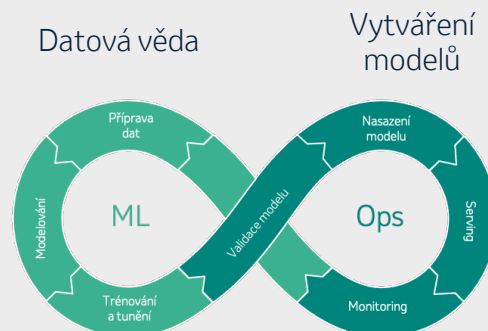 Datová věda
Vytváření
modelů
Příprava
dat
Modelování
ML
Trénování
a tunění
Validace modelu
Nasazení
modelu
Ops
Serving
Monitoring